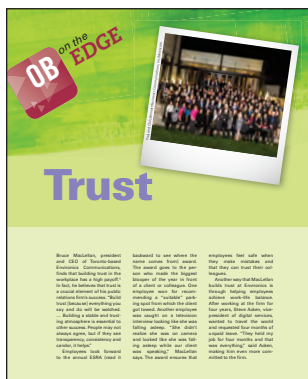 OB
on the
EDGE
Trust
Bruce MacLellan, president
and CEO of Toronto-based
Environics Communications,
finds that building trust in the
workplace has a high payoff.
In fact, he believes that trust is
a crucial element of his public
relations firm's success. "Build
trust [because] everything you
say and do will be watched.
... Building a stable and trust-
ing atmosphere is essential to
other success. People may not
always agree, but if they see
transparency, consistency and
candor, it helps."
Employees look forward
to the annual ESRA (read it
backward to see where the
name comes from) award.
The award goes to the per-
son who made the biggest
blooper of the year in front
of a client or colleague. One
employee won for recom-
mending a "suitable" park-
ing spot from which the client
got towed. Another employee
was caught on a television
interview looking like she was
falling asleep. "She didn't
realize she was on camera
and looked like she was fall-
ing asleep while our client
was speaking," MacLellan
says. The award ensures that
employees feel safe when
they make mistakes and
that they can trust their col-
leagues.
Another way that MacLellan
builds trust at Environics is
through helping employees
achieve work-life balance.
After working at the firm for
four years, Steve Acken, vice-
president of digital services,
wanted to travel the world
and requested four months of
unpaid leave. "They held my
job for four months and that
was everything," said Acken,
making him even more com-
mitted to the firm.